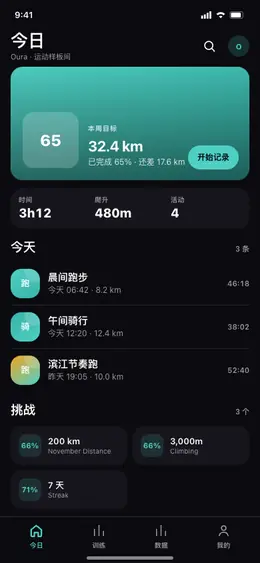 9:41
今日
Oura · 运动样板间
O
65
本周目标
32.4 km
已完成 65% · 还差 17.6 km
开始记录
时间 爬升 活动
3h12 480m 4
今天 3 条
跑 晨间跑步 46:18
今天 06:42 · 8.2 km
骑 午间骑行 38:02
今天 12:20 · 12.4 km
跑 滨江节奏跑 52:40
昨天 19:05 · 10.0 km
挑战 3 个
66% 200 km
November Distance
66% 3,000m
Climbing
71% 7 天
Streak
今日 训练 数据 我的